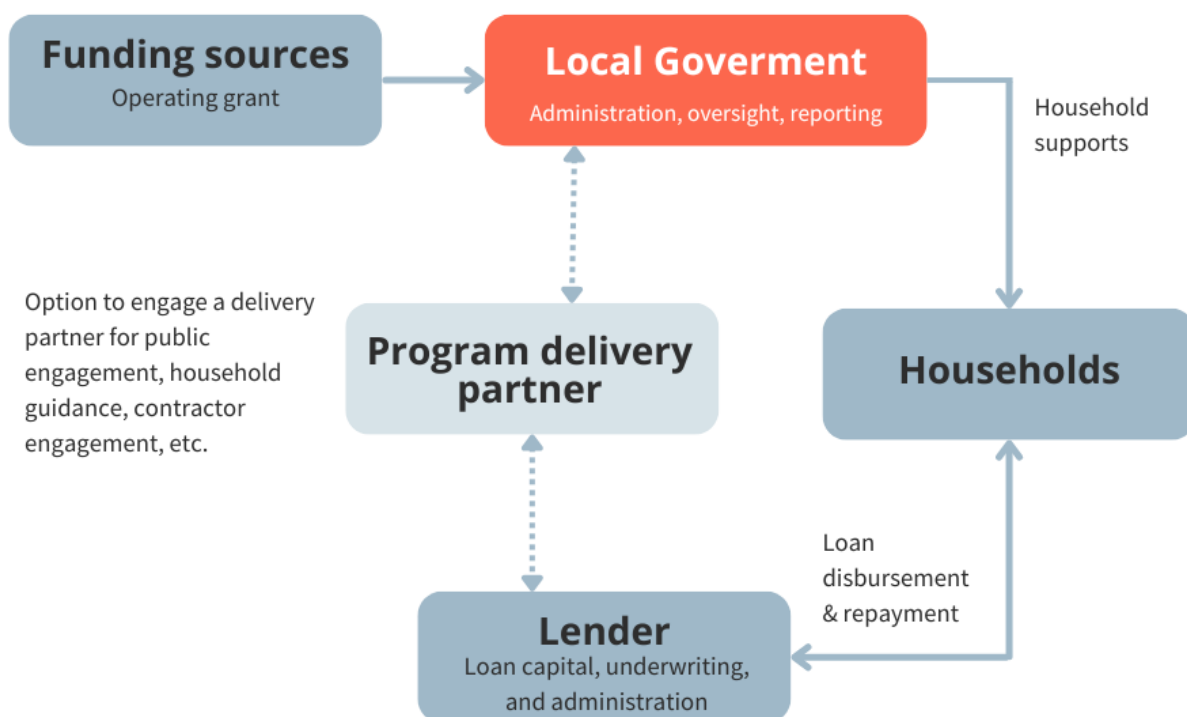 Funding sources
Operating grant
Local Goverment
Administration, oversight, reporting
Household
supports
Option to engage a delivery
partner for public
engagement, household
guidance, contractor
engagement, etc.
Program delivery
partner
Households
Loan
disbursement
& repayment
Lender
Loan capital, underwriting,
and administration